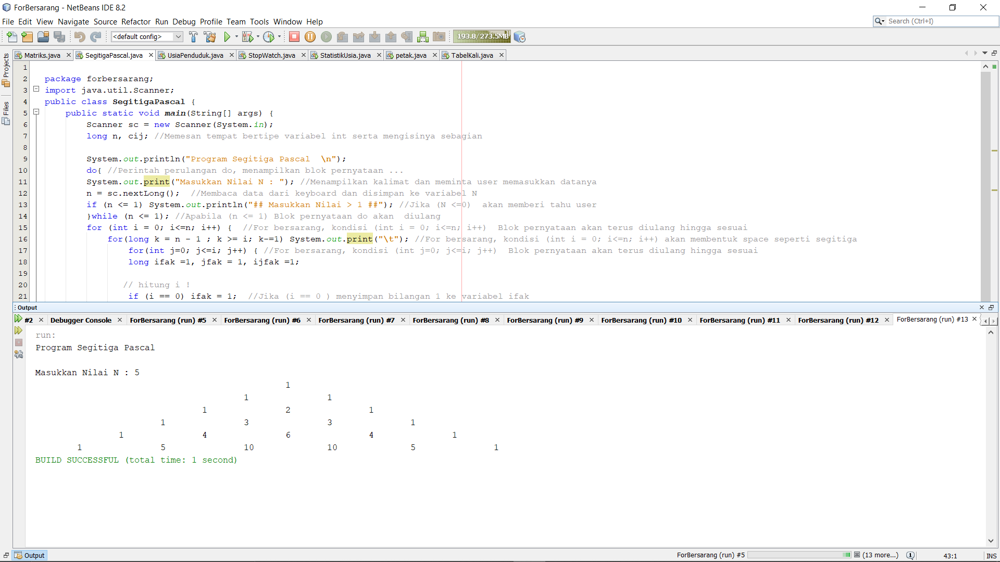 ForBersarang - NetBeans IDE 8.2
File Edit View Navigate Source Refactor Run Debug Profile Team Tools Window Help
Search (Ctrl+I)
<default config>
193.8/273.5MB
Projects
Files
Matriks.java SegitigaPascal.java UsiaPenduduk.java StopWatch.java StatistikUsia.java petak.java TabelKali.java
1
2 package forbersarang;
3 import java.util.Scanner;
4 public class SegitigaPascal {
5 public static void main(String[] args) {
6 Scanner sc = new Scanner(System.in);
7 long n, cij; //Memesan tempat bertipe variabel int serta mengisinya sebagian
8
9 System.out.println("Program Segitiga Pascal  \n");
10 do{ //Perintah perulangan do, menampilkan blok pernyataan ...
11 System.out.print("Masukkan Nilai N : "); //Menampilkan kalimat dan meminta user memasukkan datanya
12 n = sc.nextLong();  //Membaca data dari keyboard dan disimpan ke variabel N
13 if (n <= 1) System.out.println("## Masukkan Nilai > 1 ##"); //Jika (N <=0)  akan memberi tahu user
14 }while (n <= 1); //Apabila (n <= 1) Blok pernyataan do akan  diulang
15 for (int i = 0; i<=n; i++) {  //For bersarang, kondisi (int i = 0; i<=n; i++)  Blok pernyataan akan terus diulang hingga sesuai
16 for(long k = n - 1 ; k >= i; k-=1) System.out.print("\t"); //For bersarang, kondisi (int i = 0; i<=n; i++) akan membentuk space seperti segitiga
17 for(int j=0; j<=i; j++) { //For bersarang, kondisi (int j=0; j<=i; j++)  Blok pernyataan akan terus diulang hingga sesuai
18 long ifak =1, jfak = 1, ijfak =1;
19
20 // hitung i !
21 if (i == 0) ifak = 1;  //Jika (i == 0 ) menyimpan bilangan 1 ke variabel ifak
Output
#2 Debugger Console ForBersarang (run) #5 ForBersarang (run) #6 ForBersarang (run) #7 ForBersarang (run) #8 ForBersarang (run) #9 ForBersarang (run) #10 ForBersarang (run) #11 ForBersarang (run) #12 ForBersarang (run) #13
run:
Program Segitiga Pascal
Masukkan Nilai N : 5
1
1 1
1 2 1
1 3 3 1
1 4 6 4 1
1 5 10 10 5 1
BUILD SUCCESSFUL (total time: 1 second)
Output ForBersarang (run) #5 (13 more...) 1 43:1 INS